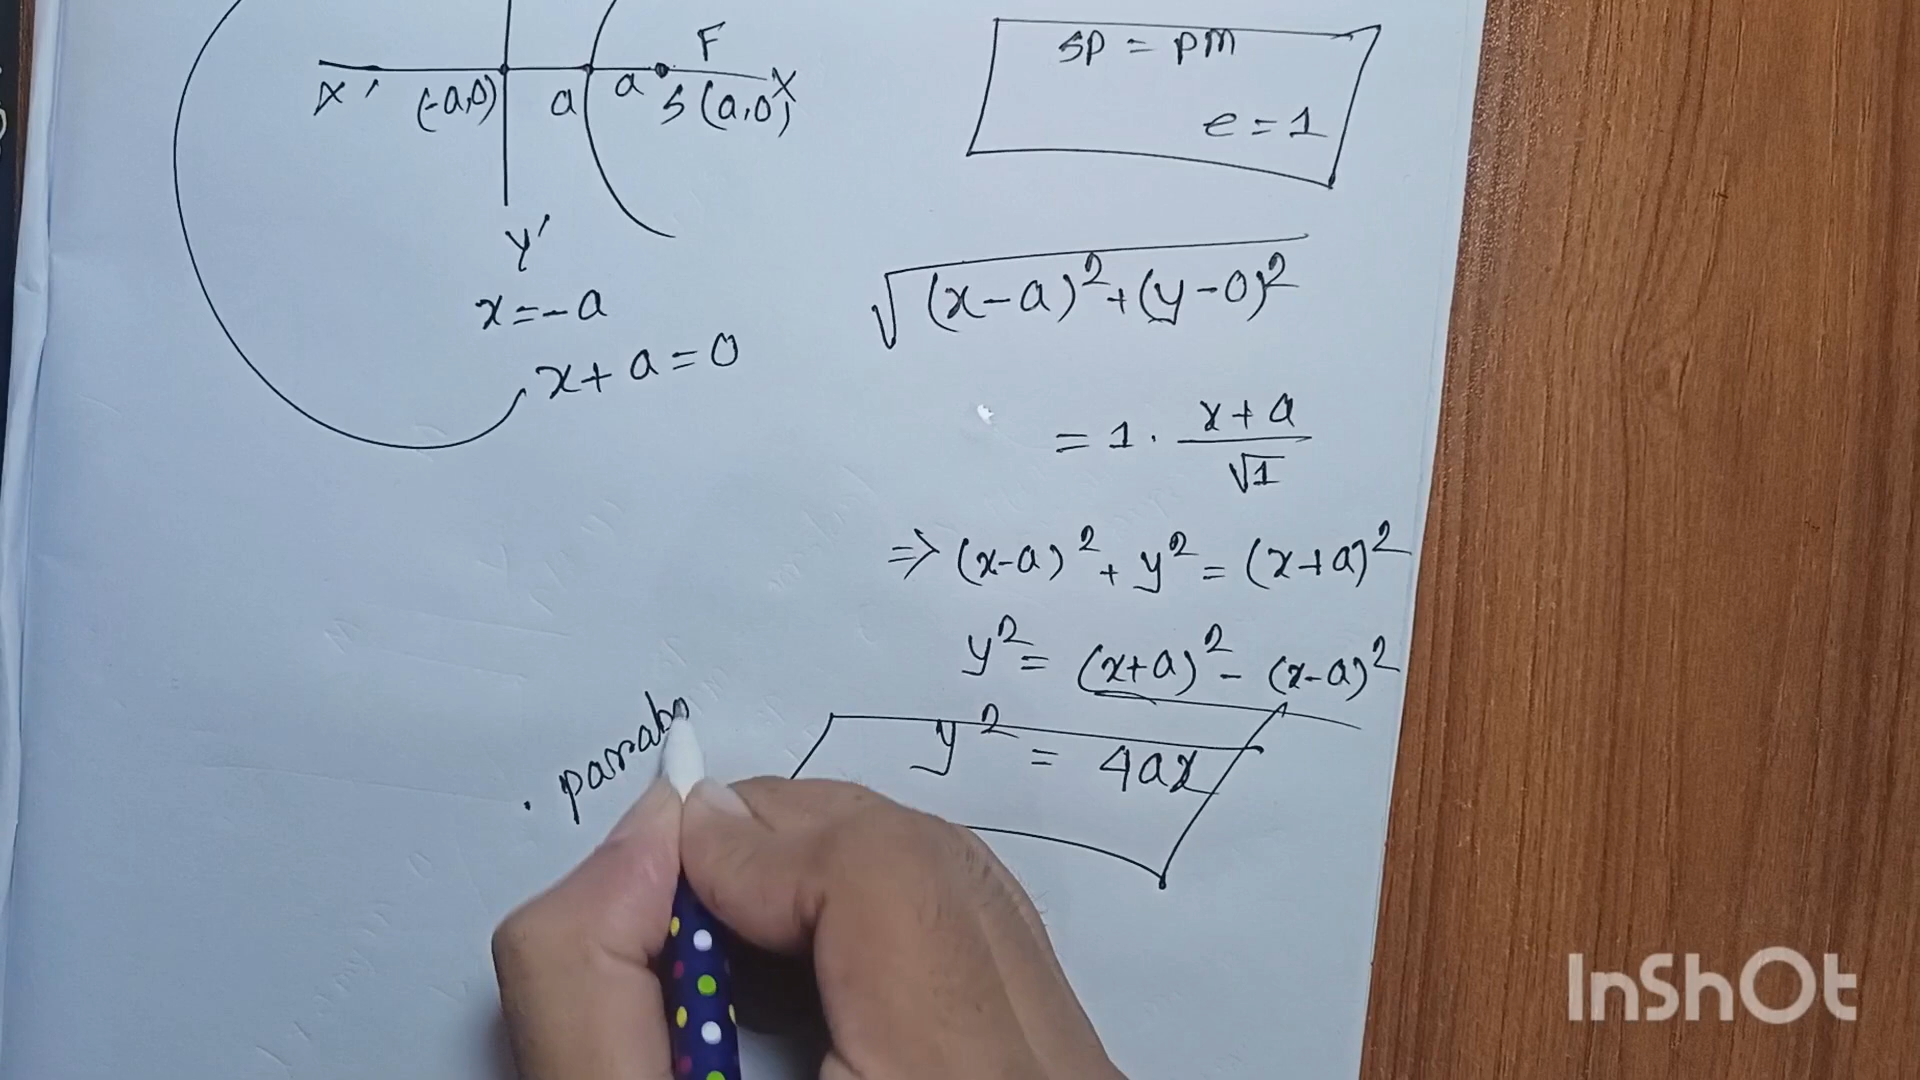 F
X' (-a,0) a a S (a,0) X
Y'
x=-a
x+a=0
SP = PM
e=1
√(x-a)²+(y-0)²
= 1. x+a/√1
⇒ (x-a)² + y² = (x+a)²
y² = (x+a)² - (x-a)²
y² = 4ax
. parabo
InShOt